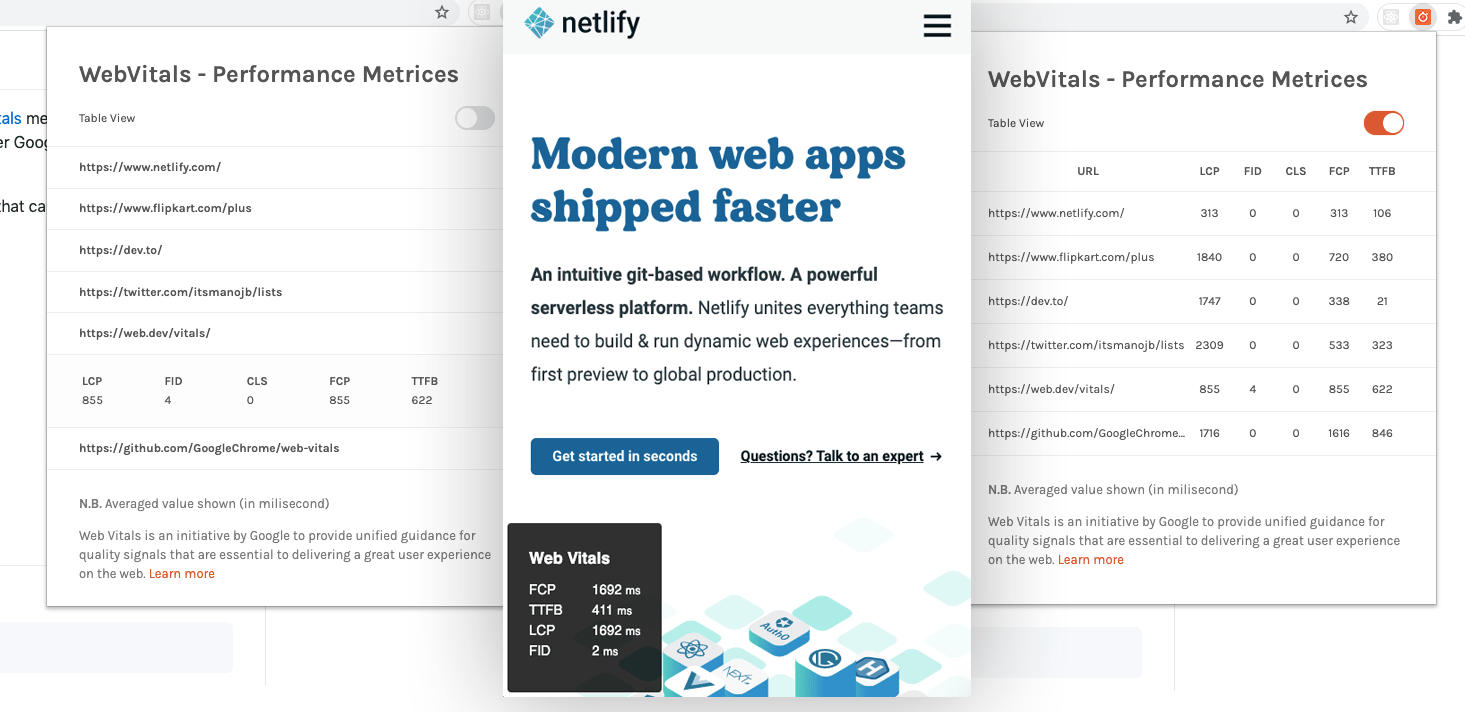 tals me
er Goog
that ca
WebVitals - Performance Metrices
Table View
https://www.netlify.com/
https://www.flipkart.com/plus
https://dev.to/
https://twitter.com/itsmanojb/lists
https://web.dev/vitals/
LCP FID CLS FCP TTFB
855 4 0 855 622
https://github.com/GoogleChrome/web-vitals
N.B. Averaged value shown (in milisecond)
Web Vitals is an initiative by Google to provide unified guidance for
quality signals that are essential to delivering a great user experience
on the web. Learn more
netlify
Modern web apps
shipped faster
An intuitive git-based workflow. A powerful
serverless platform. Netlify unites everything teams
need to build & run dynamic web experiences—from
first preview to global production.
Get started in seconds
Questions? Talk to an expert →
Web Vitals
FCP 1692 ms
TTFB 411 ms
LCP 1692 ms
FID 2 ms
Auth0
NEXT.
WebVitals - Performance Metrices
Table View
URL LCP FID CLS FCP TTFB
https://www.netlify.com/ 313 0 0 313 106
https://www.flipkart.com/plus 1840 0 0 720 380
https://dev.to/ 1747 0 0 338 21
https://twitter.com/itsmanojb/lists 2309 0 0 533 323
https://web.dev/vitals/ 855 4 0 855 622
https://github.com/GoogleChrome... 1716 0 0 1616 846
N.B. Averaged value shown (in milisecond)
Web Vitals is an initiative by Google to provide unified guidance for
quality signals that are essential to delivering a great user experience
on the web. Learn more